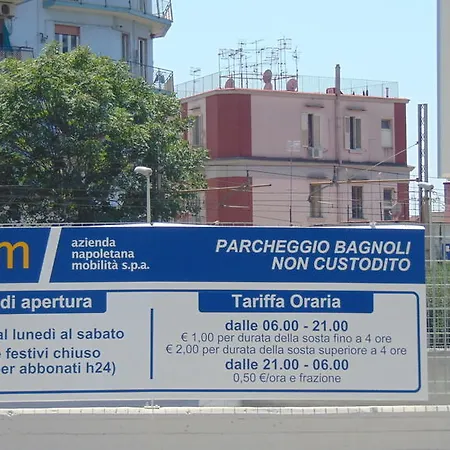 m
azienda
napoletana
mobilità s.p.a.
PARCHEGGIO BAGNOLI
NON CUSTODITO
di apertura
al lunedì al sabato
e festivi chiuso
per abbonati h24)
Tariffa Oraria
dalle 06.00 - 21.00
€ 1,00 per durata della sosta fino a 4 ore
€ 2,00 per durata della sosta superiore a 4 ore
dalle 21.00 - 06.00
0,50 €/ora e frazione